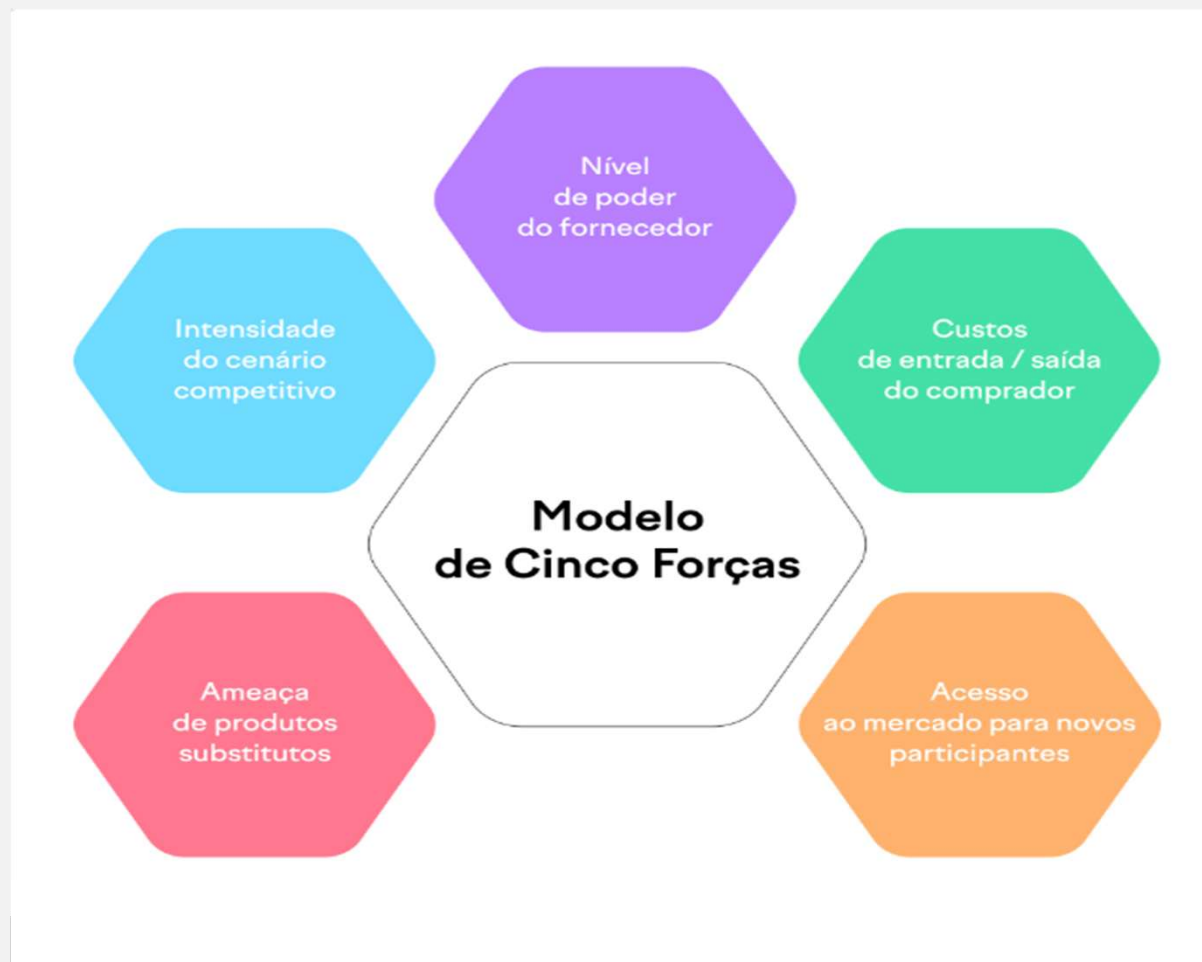 Nível
de poder
do fornecedor
Intensidade
do cenário
competitivo
Custos
de entrada / saída
do comprador
Modelo
de Cinco Forças
Ameaça
de produtos
substitutos
Acesso
ao mercado para novos
participantes